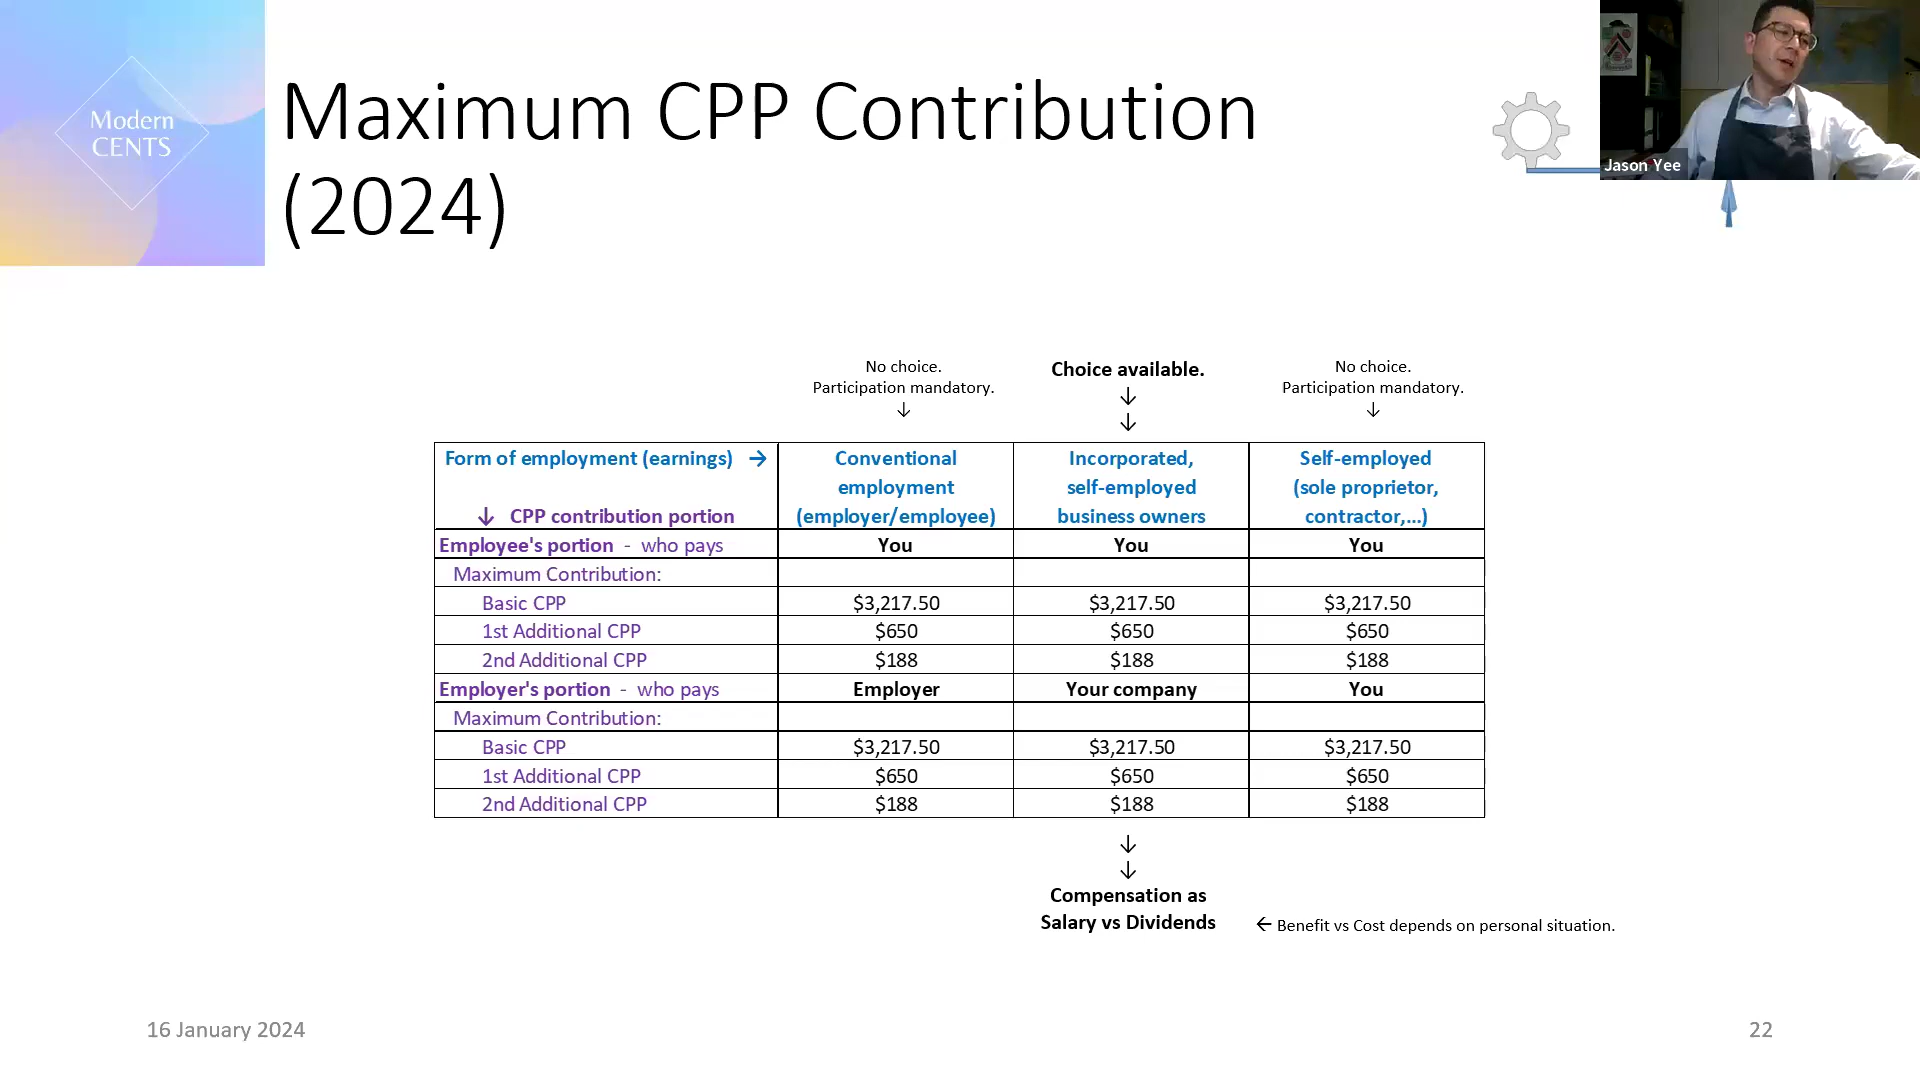 Modern
CENTS
Maximum CPP Contribution
(2024)
Jason Yee
No choice.
Participation mandatory.
↓
Choice available.
↓
↓
No choice.
Participation mandatory.
↓
Form of employment (earnings) →
↓ CPP contribution portion
Conventional
employment
(employer/employee)
Incorporated,
self-employed
business owners
Self-employed
(sole proprietor,
contractor,...)
Employee's portion - who pays You You You
Maximum Contribution:
Basic CPP $3,217.50 $3,217.50 $3,217.50
1st Additional CPP $650 $650 $650
2nd Additional CPP $188 $188 $188
Employer's portion - who pays Employer Your company You
Maximum Contribution:
Basic CPP $3,217.50 $3,217.50 $3,217.50
1st Additional CPP $650 $650 $650
2nd Additional CPP $188 $188 $188
↓
↓
Compensation as
Salary vs Dividends
← Benefit vs Cost depends on personal situation.
16 January 2024
22